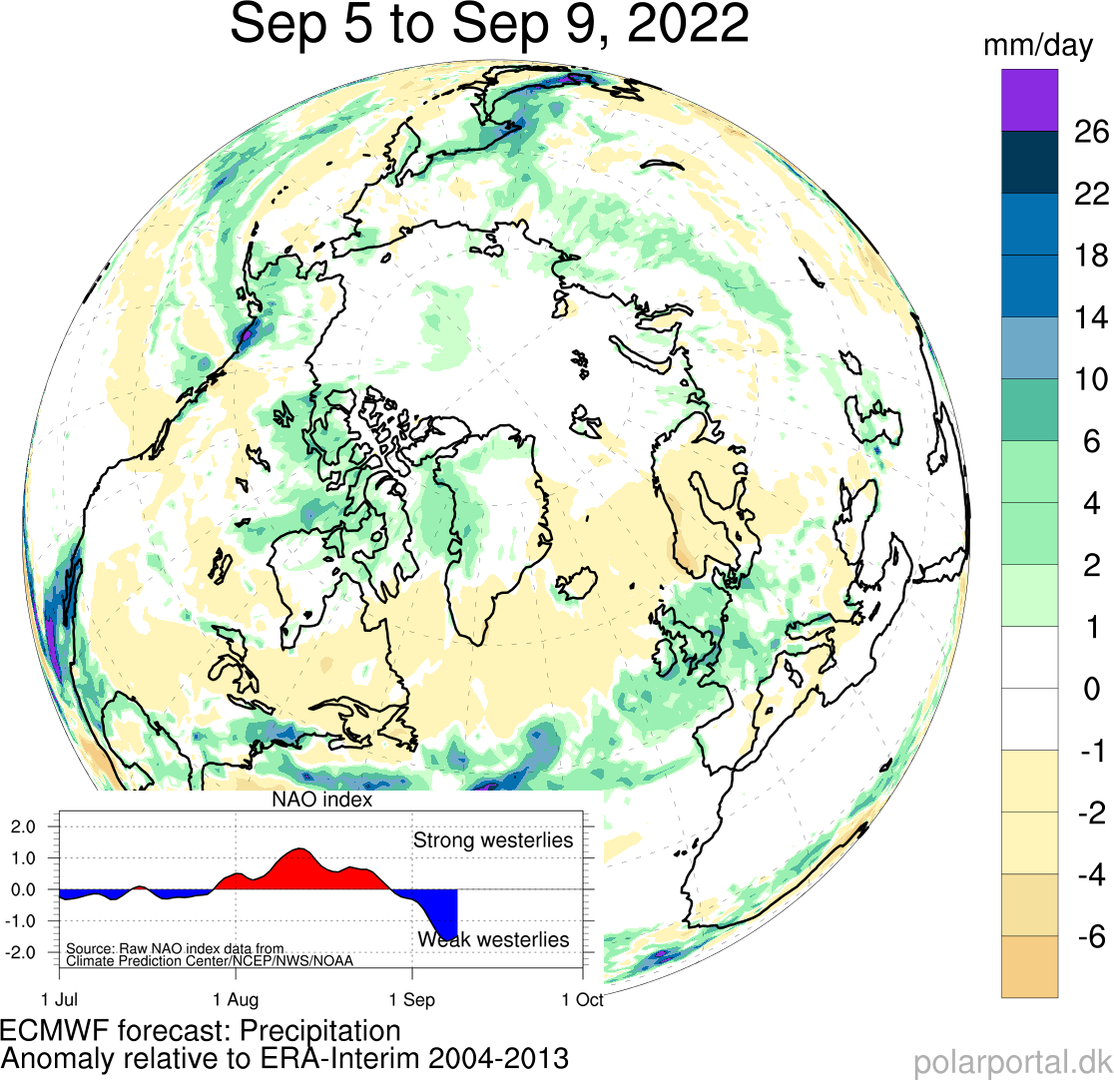 Sep 5 to Sep 9, 2022
mm/day
26
22
18
14
10
6
4
2
1
0
-1
-2
-4
-6
NAO index
2.0
1.0
0.0
-1.0
-2.0
Strong westerlies
Weak westerlies
Source: Raw NAO index data from
Climate Prediction Center/NCEP/NWS/NOAA
1 Jul
1 Aug
1 Sep
1 Oct
ECMWF forecast: Precipitation
Anomaly relative to ERA-Interim 2004-2013
polarportal.dk